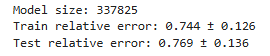 Model size: 337825
Train relative error: 0.744 ± 0.126
Test relative error: 0.769 ± 0.136